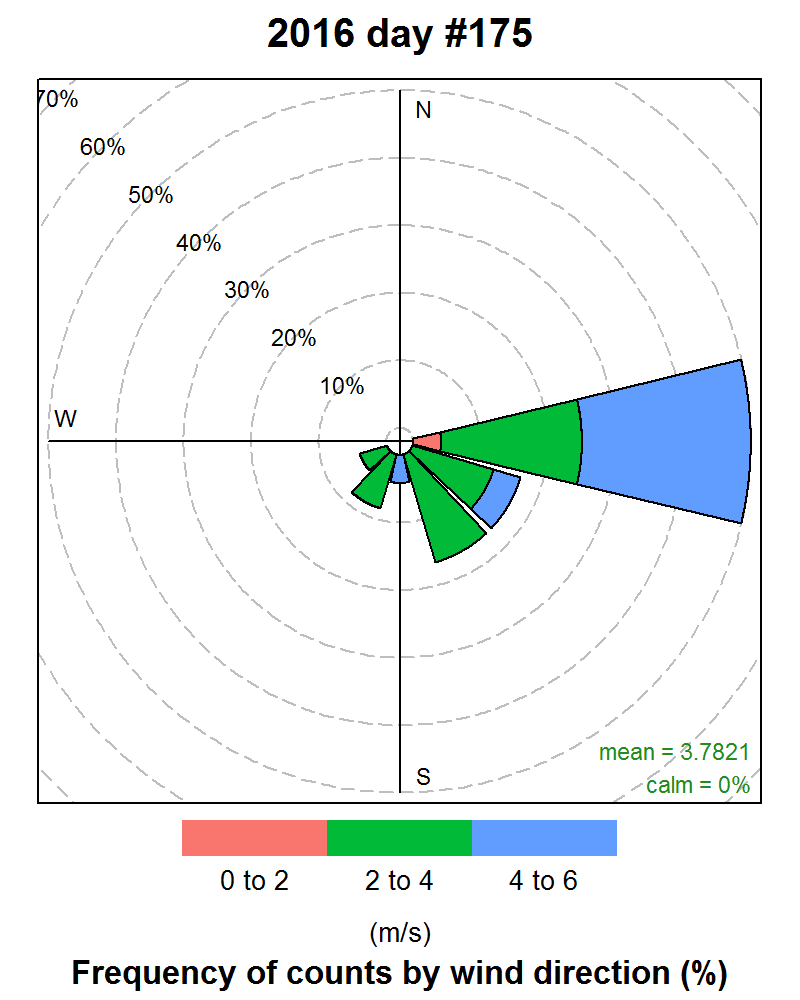 2016 day #175
70%
N
60%
50%
40%
30%
20%
10%
W
mean = 3.7821
S
calm = 0%
0 to 2 2 to 4 4 to 6
(m/s)
Frequency of counts by wind direction (%)